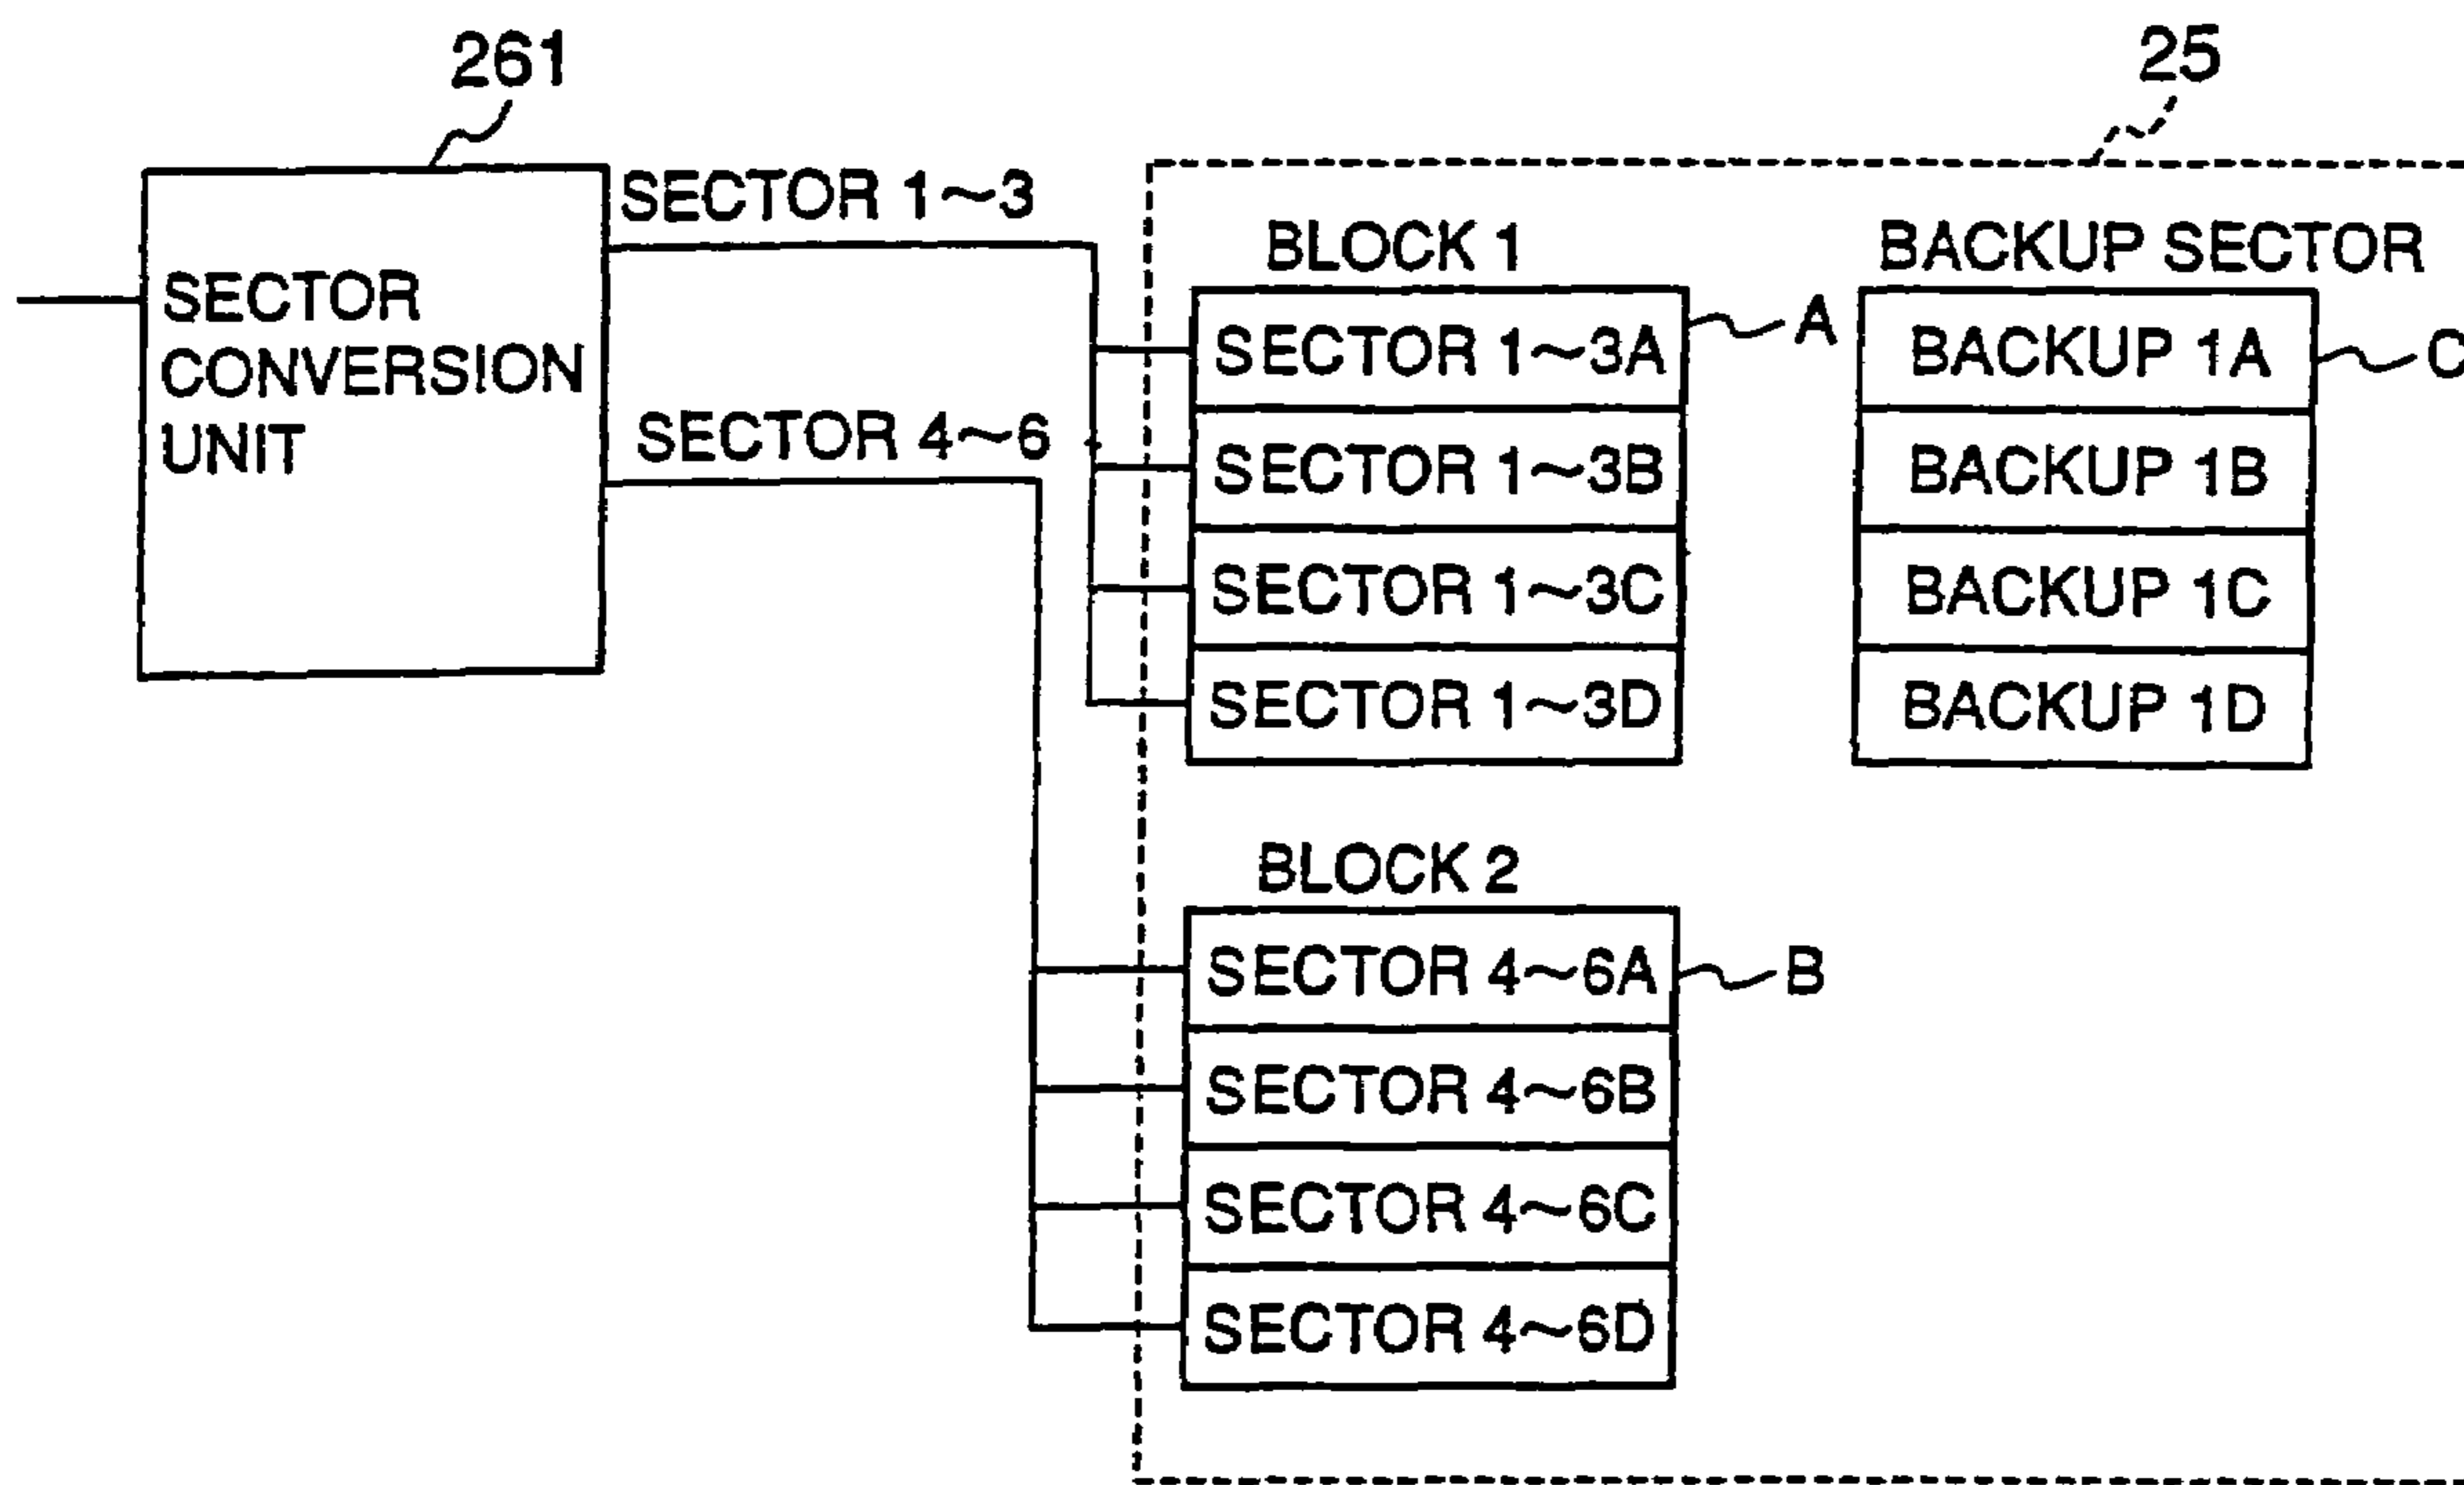 261
25
SECTOR 1~3
BLOCK 1
BACKUP SECTOR
SECTOR
CONVERSION
UNIT
SECTOR 4~6
SECTOR 1~3A
A
BACKUP 1A
SECTOR 1~3B
BACKUP 1B
SECTOR 1~3C
BACKUP 1C
SECTOR 1~3D
BACKUP 1D
BLOCK 2
SECTOR 4~6A
B
SECTOR 4~6B
SECTOR 4~6C
SECTOR 4~6D